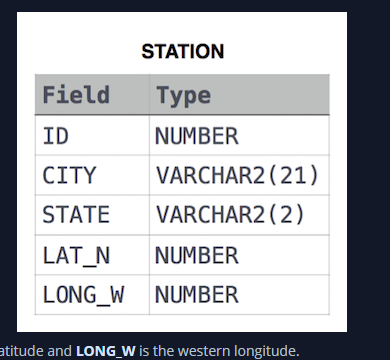 STATION
Field Type
ID NUMBER
CITY VARCHAR2(21)
STATE VARCHAR2(2)
LAT_N NUMBER
LONG_W NUMBER
atitude and LONG_W is the western longitude.